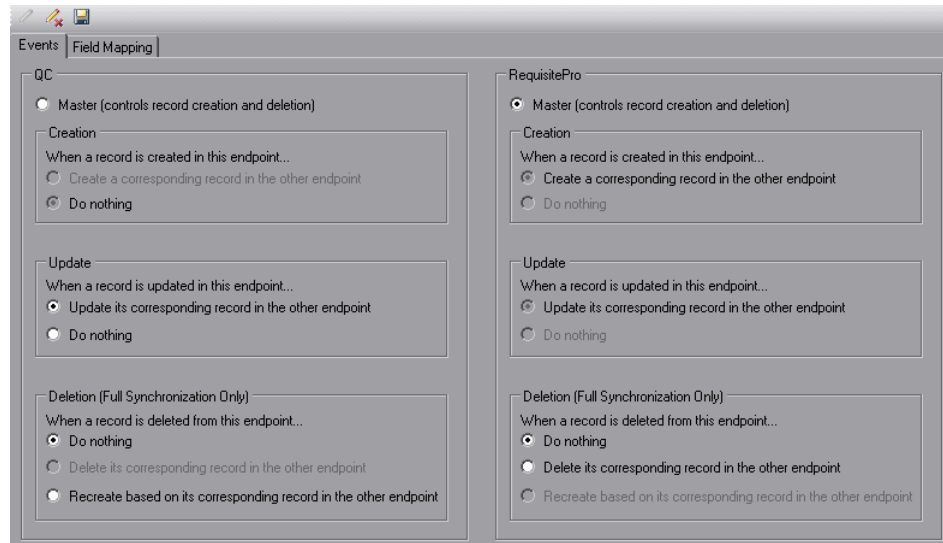 Events
Field Mapping
QC
Master (controls record creation and deletion)
Creation
When a record is created in this endpoint...
Create a corresponding record in the other endpoint
Do nothing
Update
When a record is updated in this endpoint...
Update its corresponding record in the other endpoint
Do nothing
Deletion (Full Synchronization Only)
When a record is deleted from this endpoint...
Do nothing
Delete its corresponding record in the other endpoint
Recreate based on its corresponding record in the other endpoint
RequisitePro
Master (controls record creation and deletion)
Creation
When a record is created in this endpoint...
Create a corresponding record in the other endpoint
Do nothing
Update
When a record is updated in this endpoint...
Update its corresponding record in the other endpoint
Do nothing
Deletion (Full Synchronization Only)
When a record is deleted from this endpoint...
Do nothing
Delete its corresponding record in the other endpoint
Recreate based on its corresponding record in the other endpoint